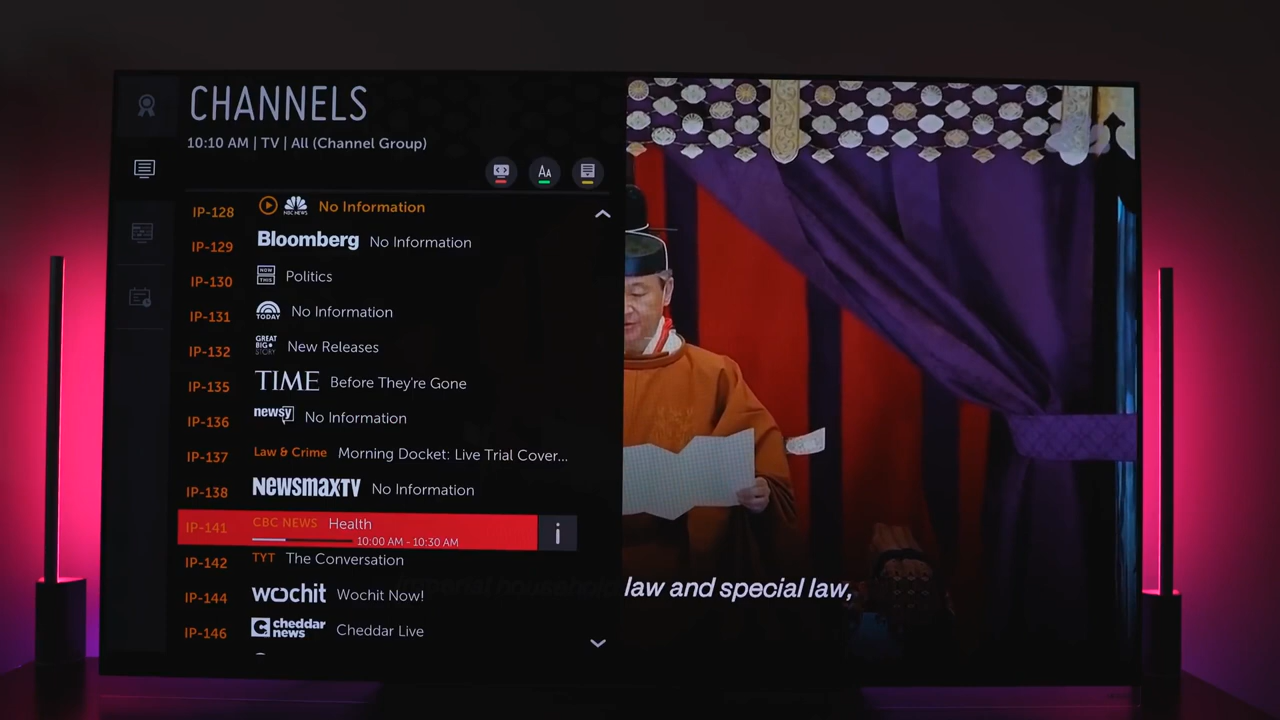 CHANNELS
10:10 AM | TV | All (Channel Group)
AA
IP-128 NBC NEWS No Information
IP-129 Bloomberg No Information
IP-130 NOW THIS Politics
IP-131 TODAY No Information
IP-132 GREAT BIG STORY New Releases
IP-135 TIME Before They're Gone
IP-136 newsy No Information
IP-137 Law & Crime Morning Docket: Live Trial Cover...
IP-138 NEWSMAXTV No Information
IP-141 CBC NEWS Health
10:00 AM - 10:30 AM
i
IP-142 TYT The Conversation
imperial household law and special law,
IP-144 wochit Wochit Now!
IP-146 cheddar news Cheddar Live